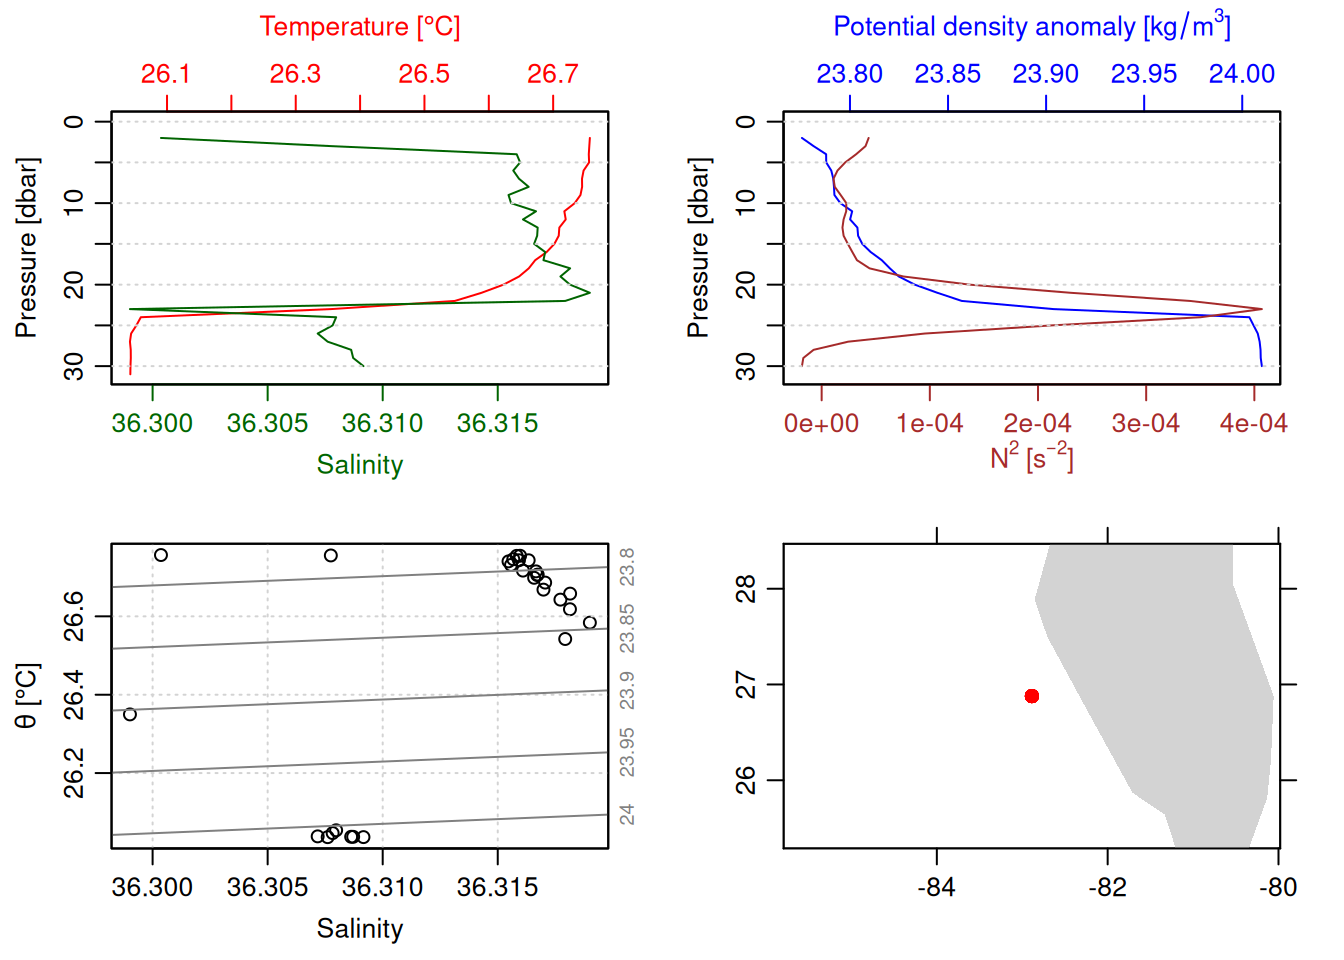 Temperature [°C]
26.1 26.3 26.5 26.7
Pressure [dbar]
0
10
20
30
36.300 36.305 36.310 36.315
Salinity
Potential density anomaly [kg/m³]
23.80 23.85 23.90 23.95 24.00
Pressure [dbar]
0
10
20
30
0e+00 1e-04 2e-04 3e-04 4e-04
N² [s⁻²]
θ [°C]
26.6
26.4
26.2
23.8
23.85
23.9
23.95
24
36.300 36.305 36.310 36.315
Salinity
28
27
26
-84 -82 -80